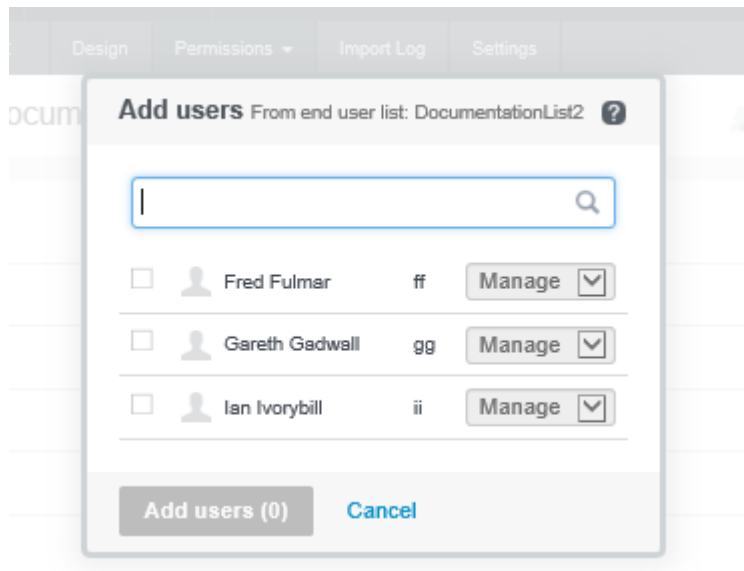 Design Permissions Import Log Settings
ocum
Add users From end user list: DocumentationList2 ?
Fred Fulmar ff Manage
Gareth Gadwall gg Manage
Ian Ivorybill ii Manage
Add users (0) Cancel